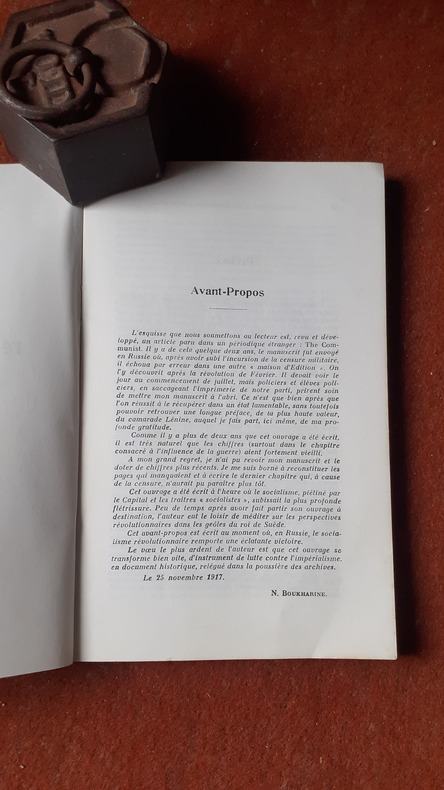 Avant-Propos
L'esquisse que nous soumettons au lecteur est, revu et déve-
loppé, un article paru dans un périodique étranger : The Com-
munist. Il y a de cela quelque deux ans, le manuscrit fut envoyé
en Russie où, après avoir subi l'incursion de la censure militaire,
il échoua par erreur dans une autre « maison d'Edition ». On
l'y découvrit après la révolution de Février. Il devait voir le
jour au commencement de juillet, mais policiers et élèves poli-
ciers, en saccageant l'imprimerie de notre parti, prirent soin
de mettre mon manuscrit à l'abri. Ce n'est que bien après que
l'on réussit à le récupérer dans un état lamentable, sans toutefois
pouvoir retrouver une longue préface, de la plus haute valeur,
du camarade Lénine, auquel je fais part, ici même, de ma pro-
fonde gratitude.
Comme il y a plus de deux ans que cet ouvrage a été écrit,
il est très naturel que les chiffres (surtout dans le chapitre
consacré à l'influence de la guerre) aient fortement vieilli.
A mon grand regret, je n'ai pu revoir mon manuscrit et le
doter de chiffres plus récents. Je me suis borné à reconstituer les
pages qui manquaient et à écrire le dernier chapitre qui, à cause
de la censure, n'aurait pu paraître plus tôt.
Cet ouvrage a été écrit à l'heure où le socialisme, piétiné par
le Capital et les traîtres « socialistes », subissait la plus profonde
flétrissure. Peu de temps après avoir fait partir son ouvrage à
destination, l'auteur eut le loisir de méditer sur les perspectives
révolutionnaires dans les geôles du roi de Suède.
Cet avant-propos est écrit au moment où, en Russie, le socia-
lisme révolutionnaire remporte une éclatante victoire.
Le vœu le plus ardent de l'auteur est que cet ouvrage se
transforme bien vite, d'instrument de lutte contre l'impérialisme,
en document historique, relégué dans la poussière des archives.
Le 25 novembre 1917.
N. BOUKHARINE.